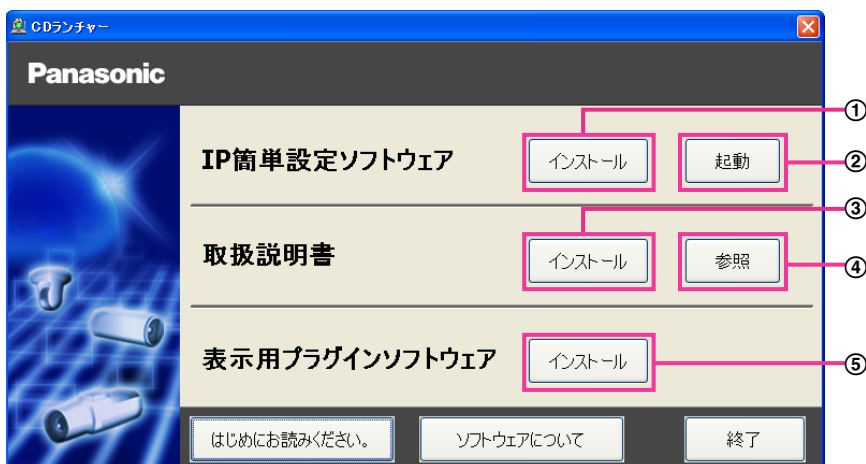 CDランチャー
Panasonic
①
IP簡単設定ソフトウェア
インストール
起動
②
③
取扱説明書
インストール
参照
④
表示用プラグインソフトウェア
インストール
⑤
はじめにお読みください。
ソフトウェアについて
終了